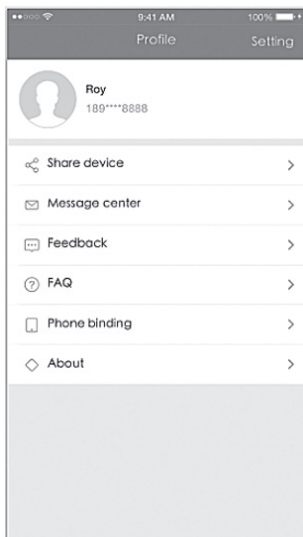 9:41 AM 100%
Profile Setting
Roy
189****8888
Share device
Message center
Feedback
FAQ
Phone binding
About